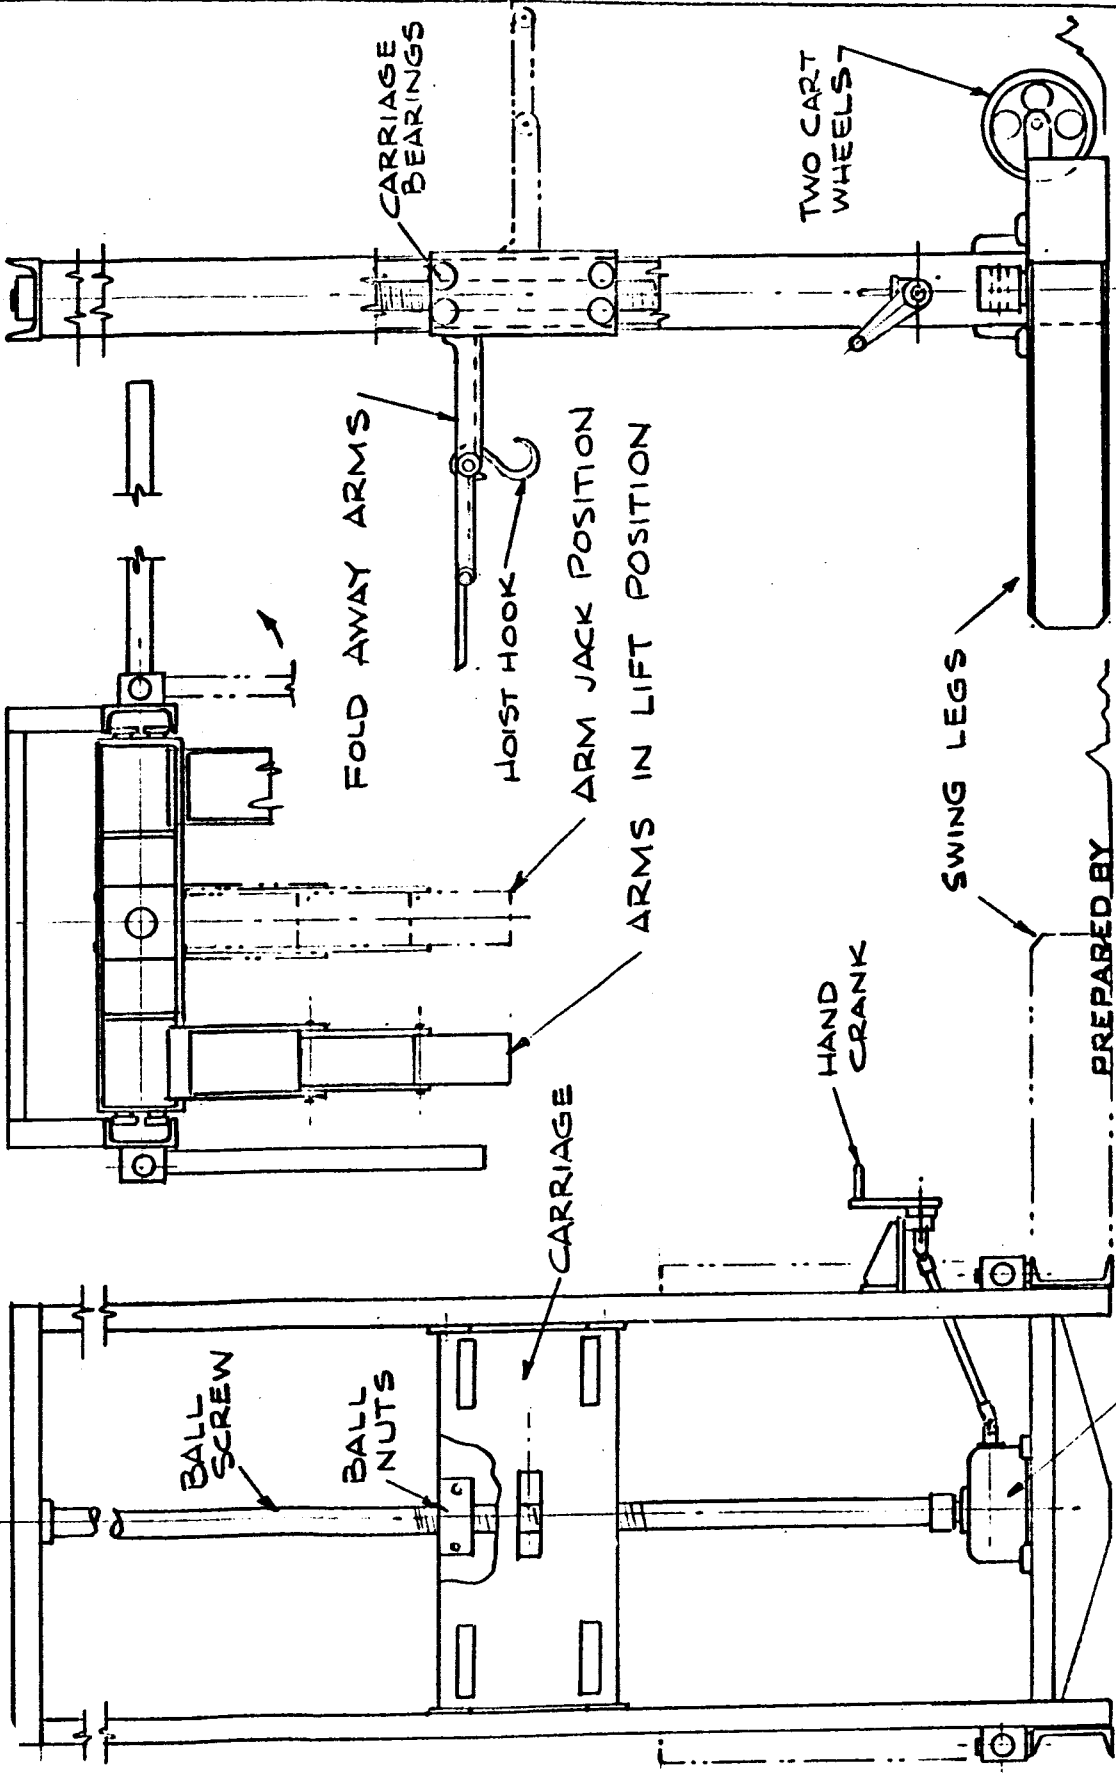 CARRIAGE
BEARINGS
TWO CART
WHEELS
FOLD AWAY ARMS
HOIST HOOK
ARM JACK POSITION
ARMS IN LIFT POSITION
SWING LEGS
PREPARED BY
HAND
CRANK
CARRIAGE
BALL
SCREW
BALL
NUTS